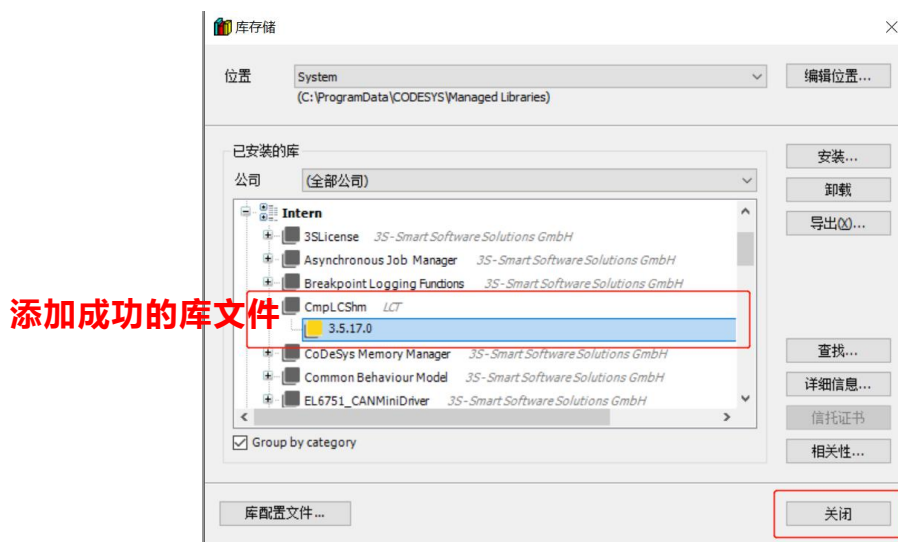 库存储
位置
System
编辑位置...
(C:\ProgramData\CODESYS\Managed Libraries)
已安装的库
公司
(全部公司)
安装...
卸载
导出(X)...
Intern
3SLicense 3S-Smart Software Solutions GmbH
Asynchronous Job Manager 3S-Smart Software Solutions GmbH
Breakpoint Logging Functions 3S-Smart Software Solutions GmbH
添加成功的库文件
CmpLCShm LCT
3.5.17.0
CoDeSys Memory Manager 3S-Smart Software Solutions GmbH
Common Behaviour Model 3S-Smart Software Solutions GmbH
EL6751_CANMiniDriver 3S-Smart Software Solutions GmbH
查找...
详细信息...
信托证书
相关性...
Group by category
库配置文件...
关闭